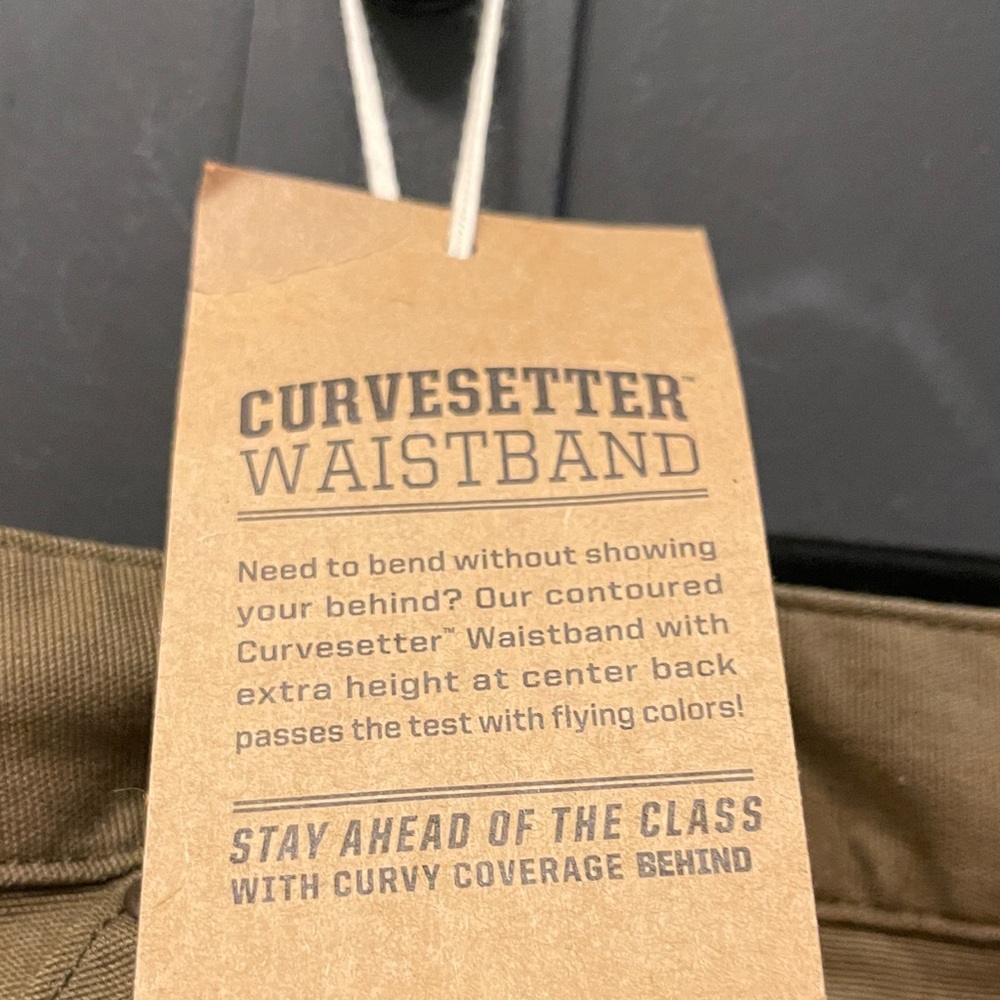 CURVESETTER™
WAISTBAND
Need to bend without showing
your behind? Our contoured
Curvesetter™ Waistband with
extra height at center back
passes the test with flying colors!
STAY AHEAD OF THE CLASS
WITH CURVY COVERAGE BEHIND